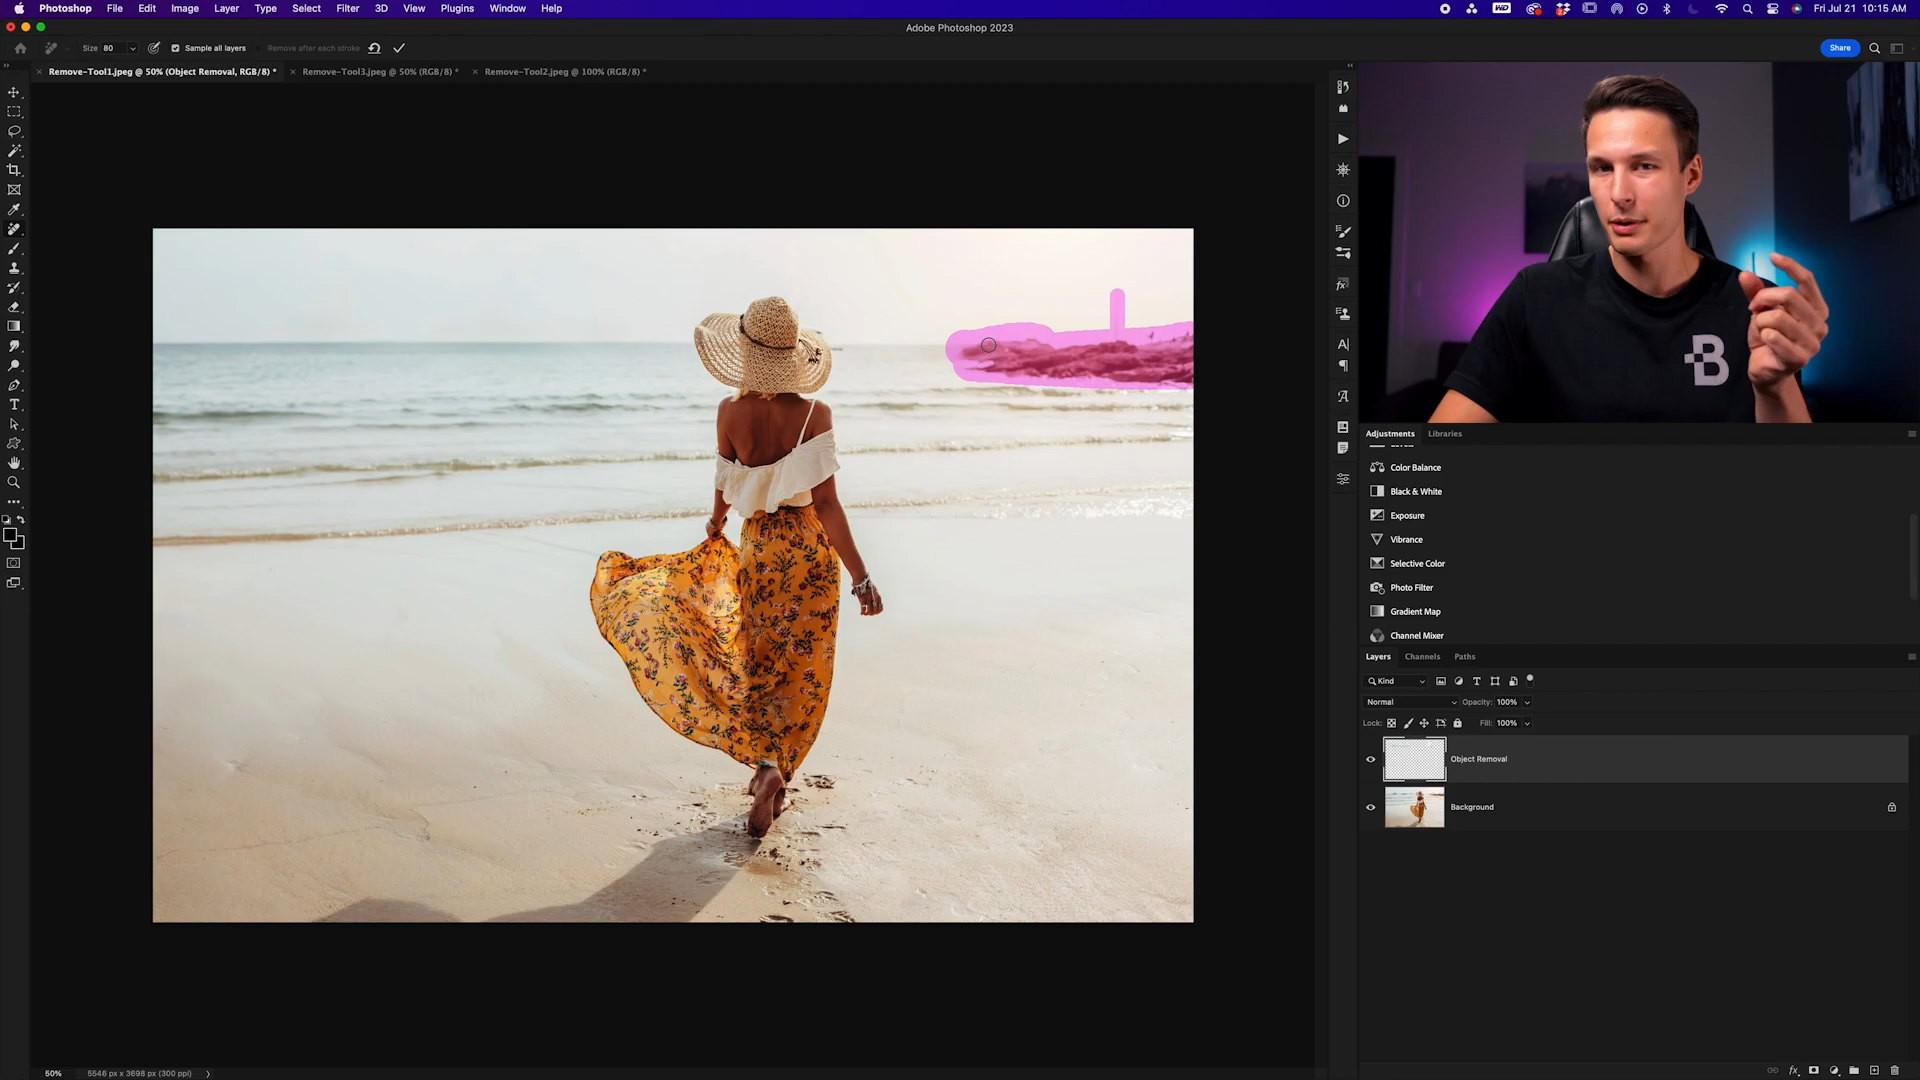 Photoshop File Edit Image Layer Type Select Filter 3D View Plugins Window Help
Fri Jul 21 10:15 AM
Adobe Photoshop 2023
Size 80 Sample all layers Remove after each stroke
Share
Remove-Tool1.jpeg @ 50% (Object Removal, RGB/8) * Remove-Tool3.jpeg @ 50% (RGB/8) * Remove-Tool2.jpeg @ 100% (RGB/8) *
B
Adjustments Libraries
Color Balance
Black & White
Exposure
Vibrance
Selective Color
Photo Filter
Gradient Map
Channel Mixer
Layers Channels Paths
Kind
Normal Opacity: 100%
Lock: Fill: 100%
Object Removal
Background
50% 5546 px x 3698 px (300 ppi)